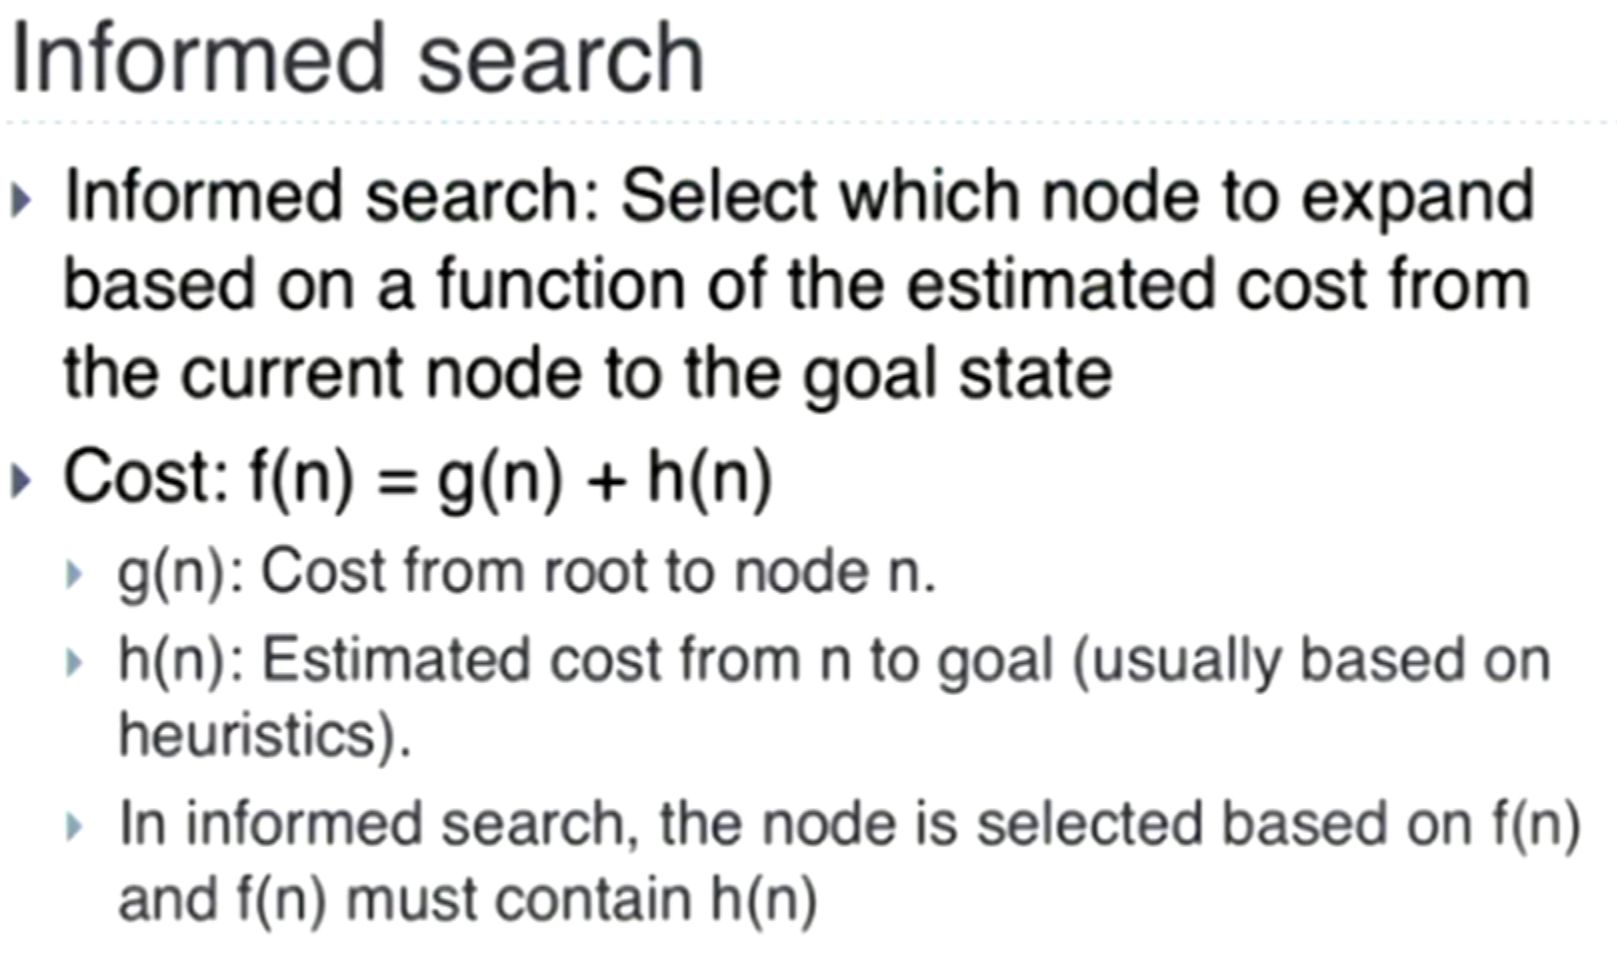 Informed search
Informed search: Select which node to expand
based on a function of the estimated cost from
the current node to the goal state
Cost: f(n) = g(n) + h(n)
g(n): Cost from root to node n.
h(n): Estimated cost from n to goal (usually based on
heuristics).
In informed search, the node is selected based on f(n)
and f(n) must contain h(n)